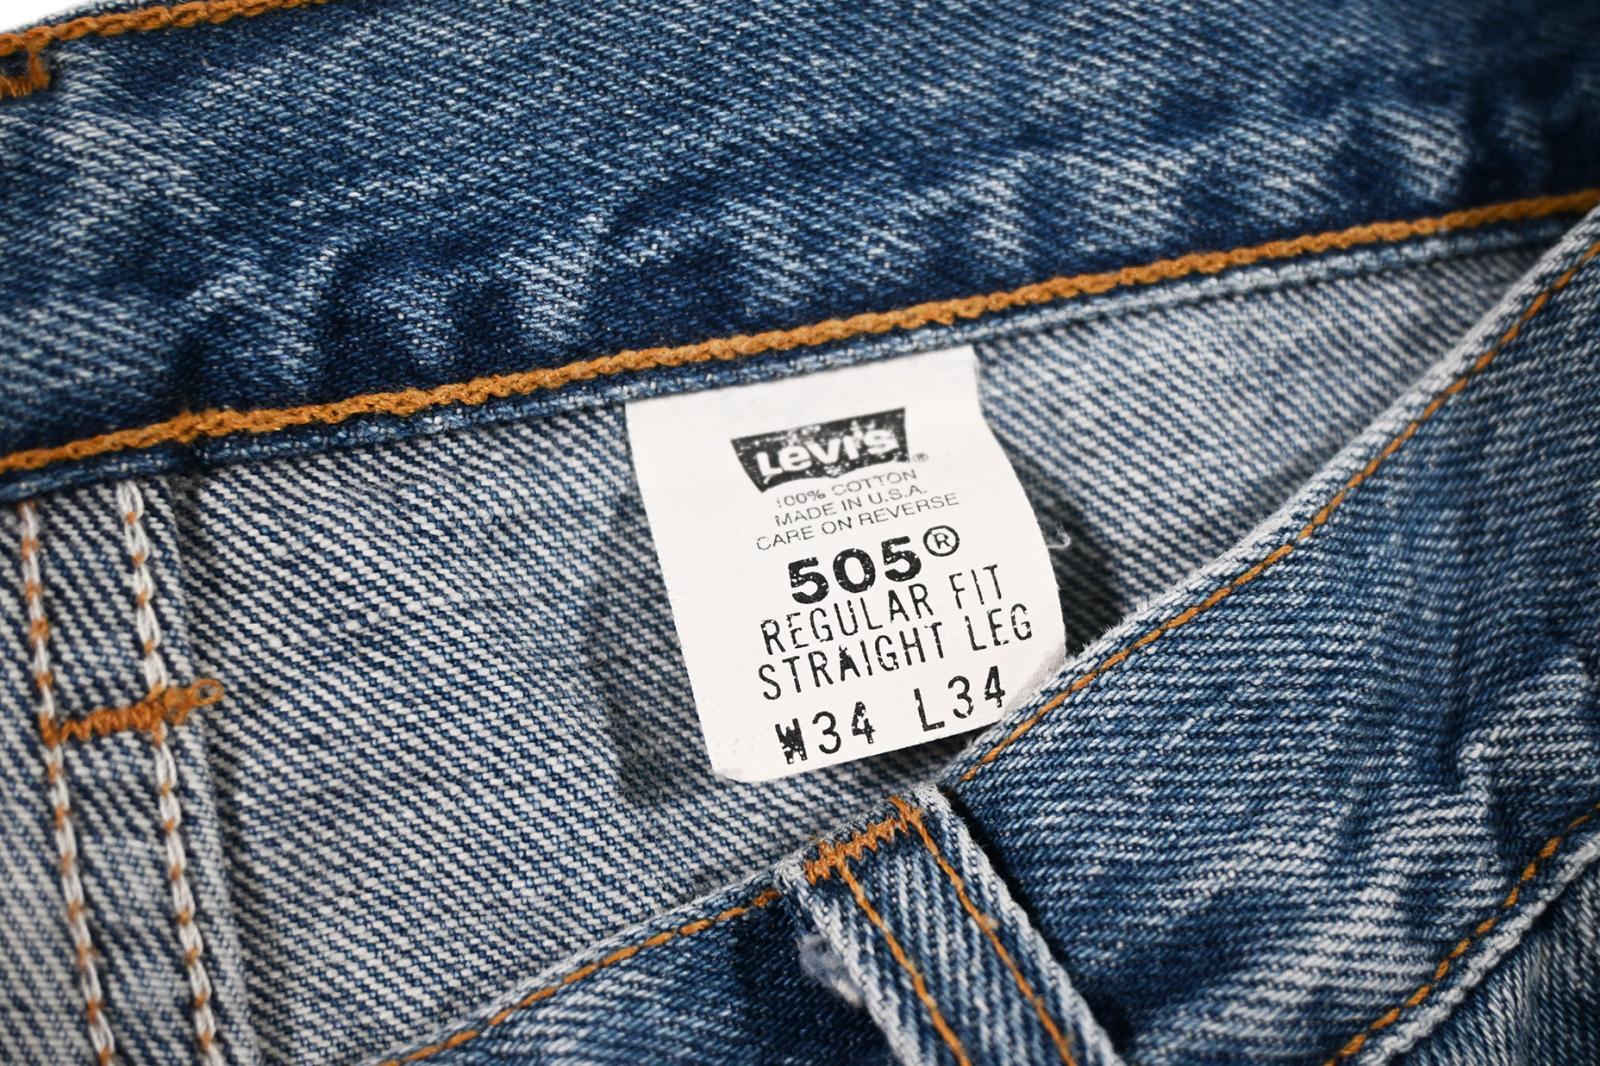 Levi's®
100% COTTON
MADE IN U.S.A.
CARE ON REVERSE
505®
REGULAR FIT
STRAIGHT LEG
W34 L34